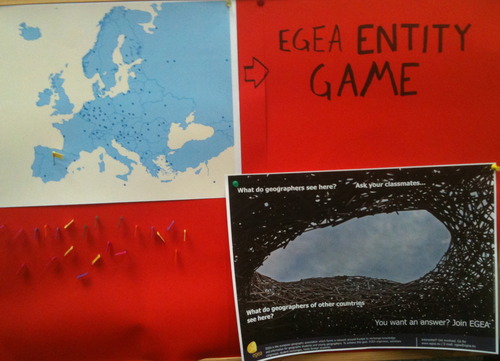 EGEA ENTITY
GAME
What do geographers see here?
Ask your classmates...
What do geographers of other countries
see here?
You want an answer? Join EGEA
egea